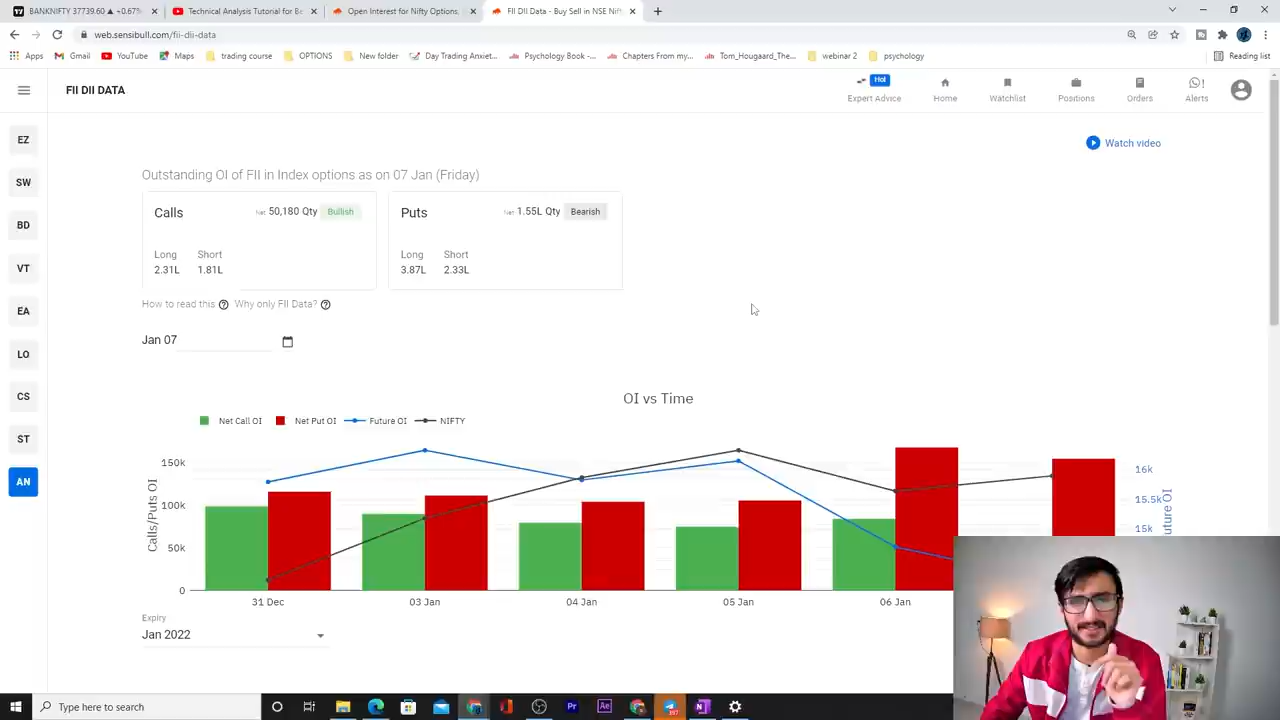 BANKNIFTY 37739.60 ▲ +0.67%
Technical Analysis Tutorial for Be
Open Interest for Nifty Options,
FII DII Data - Buy Sell in NSE Nift
web.sensibull.com/fii-dii-data
Apps
Gmail
YouTube
Maps
trading course
OPTIONS
New folder
Day Trading Anxiet...
Psychology Book -...
Chapters From my...
Tom_Hougaard_The...
webinar 2
psychology
Reading list
FII DII DATA
Hot
Expert Advice
Home
Watchlist
Positions
Orders
Alerts
EZ
SW
BD
VT
EA
LO
CS
ST
AN
Watch video
Outstanding OI of FII in Index options as on 07 Jan (Friday)
Calls
Net 50,180 Qty Bullish
Long Short
2.31L 1.81L
Puts
Net 1.55L Qty Bearish
Long Short
3.87L 2.33L
How to read this ? Why only FII Data? ?
Jan 07
OI vs Time
Net Call OI Net Put OI Future OI NIFTY
Calls/Puts OI
150k
100k
50k
0
16k
15.5k
15k
uture OI
31 Dec 03 Jan 04 Jan 05 Jan 06 Jan
Expiry
Jan 2022
Type here to search